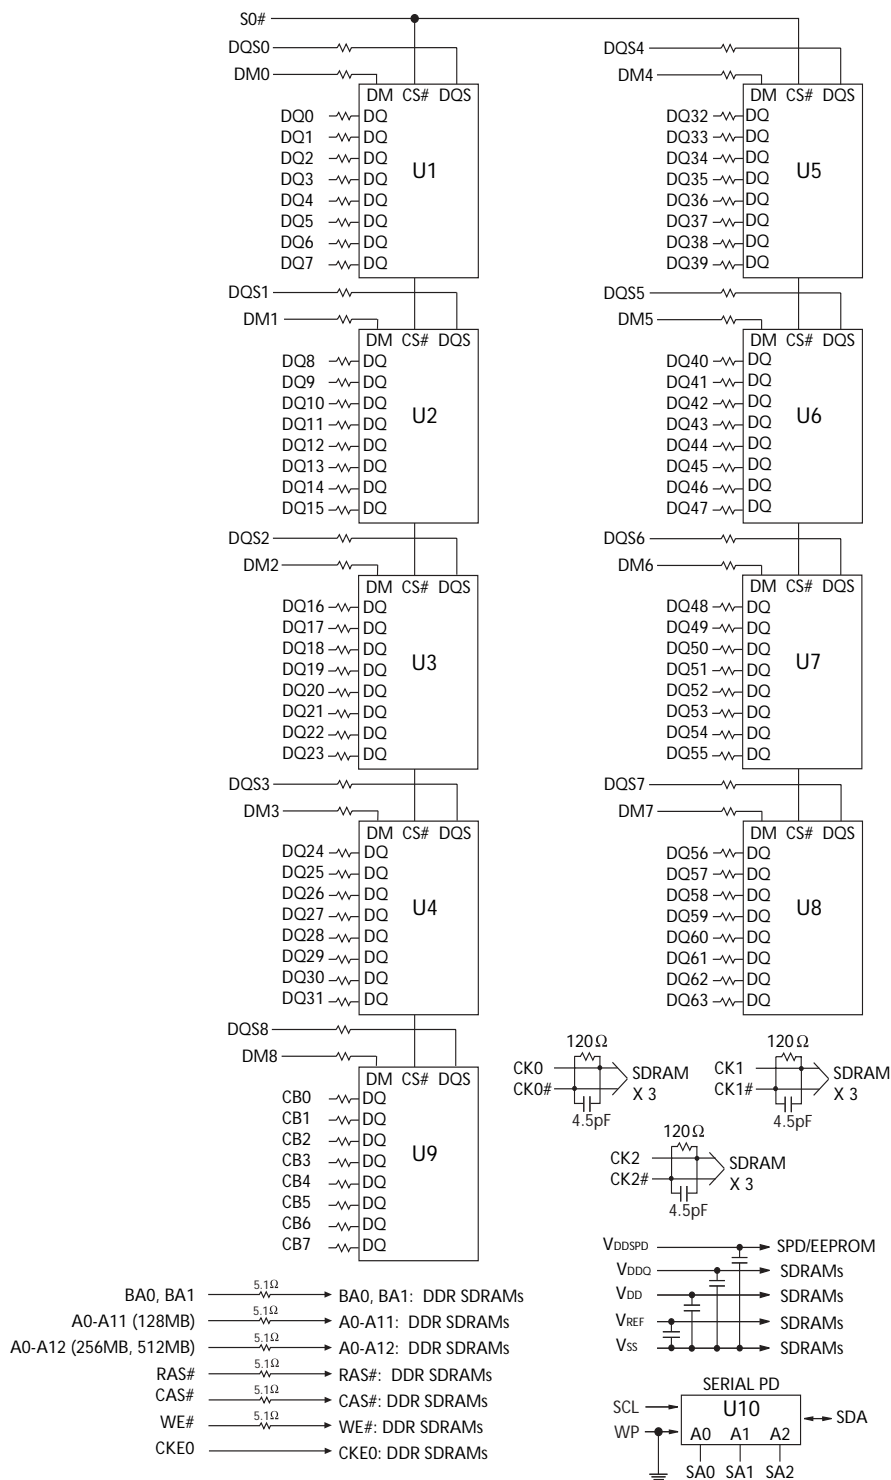 S0#
DQS0
DM0
DM CS# DQS
DQ0 DQ
DQ1 DQ
DQ2 DQ
DQ3 DQ
DQ4 DQ
DQ5 DQ
DQ6 DQ
DQ7 DQ
U1
DQS4
DM4
DM CS# DQS
DQ32 DQ
DQ33 DQ
DQ34 DQ
DQ35 DQ
DQ36 DQ
DQ37 DQ
DQ38 DQ
DQ39 DQ
U5
DQS1
DM1
DM CS# DQS
DQ8 DQ
DQ9 DQ
DQ10 DQ
DQ11 DQ
DQ12 DQ
DQ13 DQ
DQ14 DQ
DQ15 DQ
U2
DQS5
DM5
DM CS# DQS
DQ40 DQ
DQ41 DQ
DQ42 DQ
DQ43 DQ
DQ44 DQ
DQ45 DQ
DQ46 DQ
DQ47 DQ
U6
DQS2
DM2
DM CS# DQS
DQ16 DQ
DQ17 DQ
DQ18 DQ
DQ19 DQ
DQ20 DQ
DQ21 DQ
DQ22 DQ
DQ23 DQ
U3
DQS6
DM6
DM CS# DQS
DQ48 DQ
DQ49 DQ
DQ50 DQ
DQ51 DQ
DQ52 DQ
DQ53 DQ
DQ54 DQ
DQ55 DQ
U7
DQS3
DM3
DM CS# DQS
DQ24 DQ
DQ25 DQ
DQ26 DQ
DQ27 DQ
DQ28 DQ
DQ29 DQ
DQ30 DQ
DQ31 DQ
U4
DQS7
DM7
DM CS# DQS
DQ56 DQ
DQ57 DQ
DQ58 DQ
DQ59 DQ
DQ60 DQ
DQ61 DQ
DQ62 DQ
DQ63 DQ
U8
DQS8
DM8
DM CS# DQS
CB0 DQ
CB1 DQ
CB2 DQ
CB3 DQ
CB4 DQ
CB5 DQ
CB6 DQ
CB7 DQ
U9
120Ω
CK0
CK0#
SDRAM
X 3
4.5pF
120Ω
CK1
CK1#
SDRAM
X 3
4.5pF
120Ω
CK2
CK2#
SDRAM
X 3
4.5pF
VDDSPD SPD/EEPROM
VDDQ SDRAMs
VDD SDRAMs
VREF SDRAMs
VSS SDRAMs
BA0, BA1 5.1Ω BA0, BA1: DDR SDRAMs
A0-A11 (128MB) 5.1Ω A0-A11: DDR SDRAMs
A0-A12 (256MB, 512MB) 5.1Ω A0-A12: DDR SDRAMs
RAS# 5.1Ω RAS#: DDR SDRAMs
CAS# 5.1Ω CAS#: DDR SDRAMs
WE# 5.1Ω WE#: DDR SDRAMs
CKE0 CKE0: DDR SDRAMs
SERIAL PD
SCL
WP
U10
A0 A1 A2
SDA
SA0 SA1 SA2